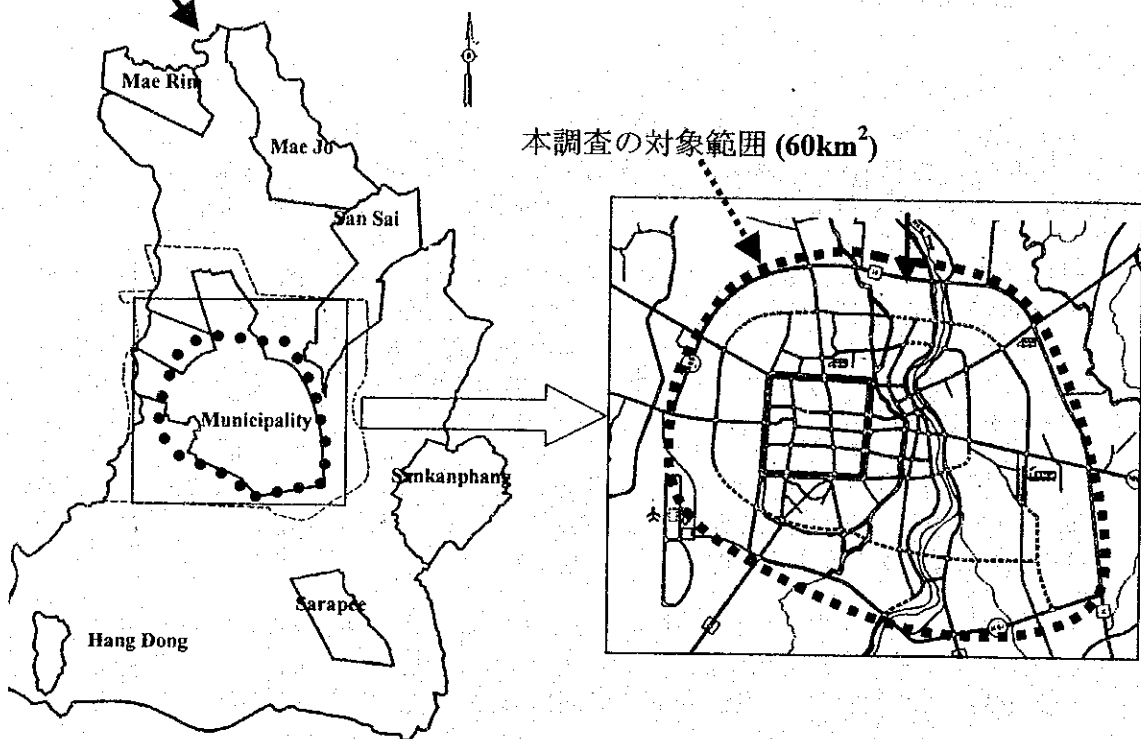 Mae Rim
Mae Jo
本調査の対象範囲 (60km²)
San Sai
Municipality
Sankanphang
Sarapee
Hang Dong